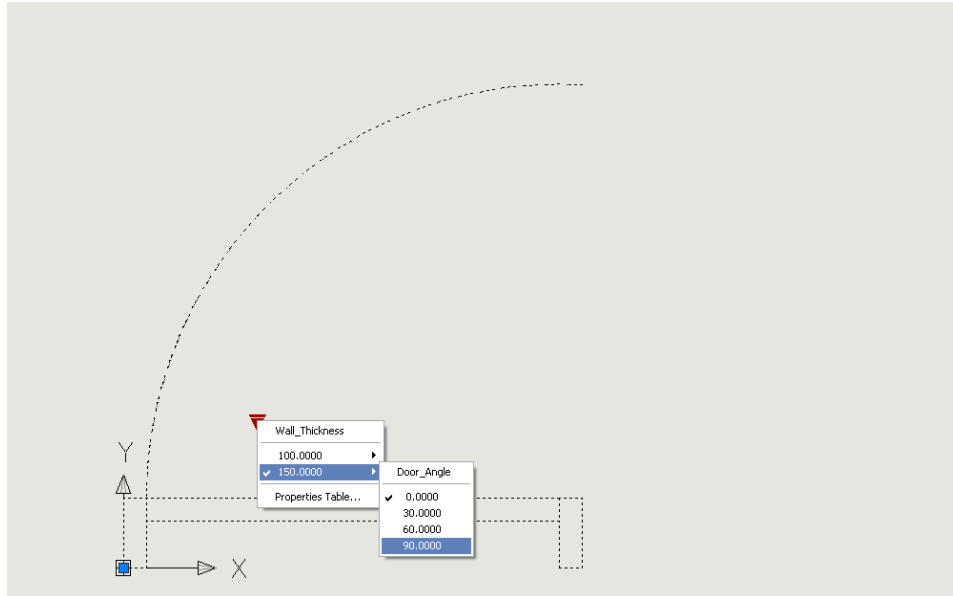 Wall_Thickness
100.0000
150.0000
Properties Table...
Door_Angle
0.0000
30.0000
60.0000
90.0000
Y
X